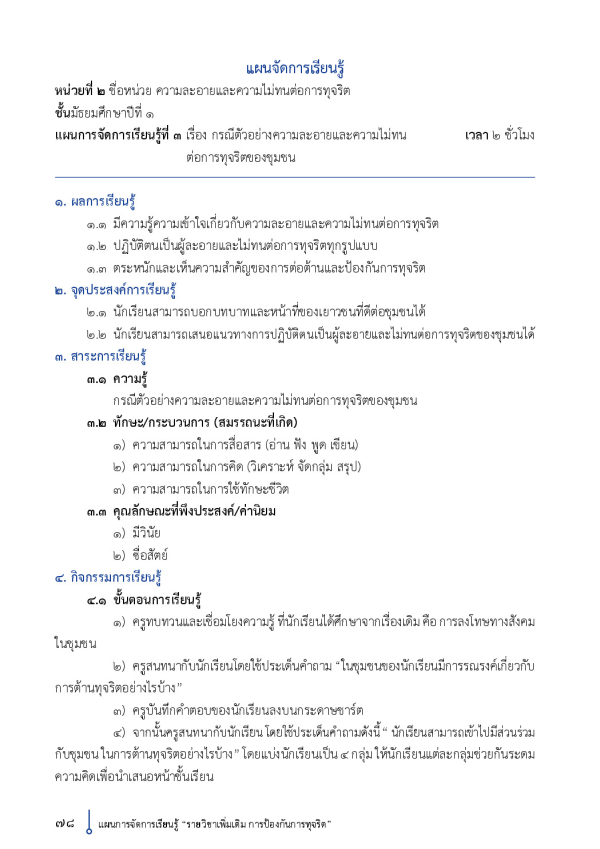 แผนจัดการเรียนรู้
หน่วยที่ ๒ ชื่อหน่วย ความละอายและความไม่ทนต่อการทุจริต
ชั้นมัธยมศึกษาปีที่ ๑
แผนการจัดการเรียนรู้ที่ ๓ เรื่อง กรณีตัวอย่างความละอายและความไม่ทน เวลา ๒ ชั่วโมง
ต่อการทุจริตของชุมชน
๑. ผลการเรียนรู้
๑.๑ มีความรู้ความเข้าใจเกี่ยวกับความละอายและความไม่ทนต่อการทุจริต
๑.๒ ปฏิบัติตนเป็นผู้ละอายและไม่ทนต่อการทุจริตทุกรูปแบบ
๑.๓ ตระหนักและเห็นความสำคัญของการต่อต้านและป้องกันการทุจริต
๒. จุดประสงค์การเรียนรู้
๒.๑ นักเรียนสามารถบอกบทบาทและหน้าที่ของเยาวชนที่ดีต่อชุมชนได้
๒.๒ นักเรียนสามารถเสนอแนวทางการปฏิบัติตนเป็นผู้ละอายและไม่ทนต่อการทุจริตของชุมชนได้
๓. สาระการเรียนรู้
๓.๑ ความรู้
กรณีตัวอย่างความละอายและความไม่ทนต่อการทุจริตของชุมชน
๓.๒ ทักษะ/กระบวนการ (สมรรถนะที่เกิด)
๑) ความสามารถในการสื่อสาร (อ่าน ฟัง พูด เขียน)
๒) ความสามารถในการคิด (วิเคราะห์ จัดกลุ่ม สรุป)
๓) ความสามารถในการใช้ทักษะชีวิต
๓.๓ คุณลักษณะที่พึงประสงค์/ค่านิยม
๑) มีวินัย
๒) ซื่อสัตย์
๔. กิจกรรมการเรียนรู้
๔.๑ ขั้นตอนการเรียนรู้
๑) ครูทบทวนและเชื่อมโยงความรู้ ที่นักเรียนได้ศึกษาจากเรื่องเดิม คือ การลงโทษทางสังคม
ในชุมชน
๒) ครูสนทนากับนักเรียนโดยใช้ประเด็นคำถาม “ในชุมชนของนักเรียนมีการรณรงค์เกี่ยวกับ
การต้านทุจริตอย่างไรบ้าง”
๓) ครูบันทึกคำตอบของนักเรียนลงบนกระดาษชาร์ต
๔) จากนั้นครูสนทนากับนักเรียน โดยใช้ประเด็นคำถามดังนี้ “ นักเรียนสามารถเข้าไปมีส่วนร่วม
กับชุมชน ในการต้านทุจริตอย่างไรบ้าง” โดยแบ่งนักเรียนเป็น ๔ กลุ่ม ให้นักเรียนแต่ละกลุ่มช่วยกันระดม
ความคิดเพื่อนำเสนอหน้าชั้นเรียน
๗๘ แผนการจัดการเรียนรู้ “รายวิชาเพิ่มเติม การป้องกันการทุจริต”